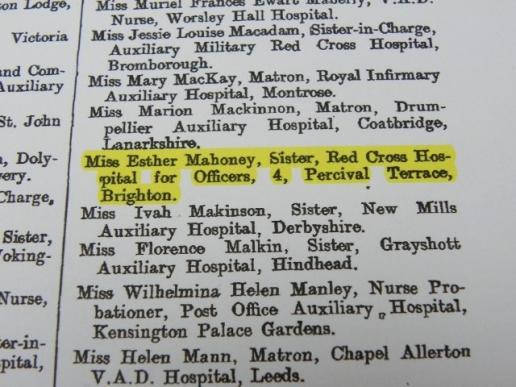 on Lodge,
Victoria
and Com-
Auxiliary
St. John
n, Doly-
very.
Charge,
Sister,
oking-
Nurse,
ter-in-
spital,
Miss Muriel Frances Ewart Maberly, V.A.D.
Nurse, Worsley Hall Hospital.
Miss Jessie Louise Macadam, Sister-in-Charge,
Auxiliary Military Red Cross Hospital,
Bromborough.
Miss Mary MacKay, Matron, Royal Infirmary
Auxiliary Hospital, Montrose.
Miss Marion Mackinnon, Matron, Drum-
pellier Auxiliary Hospital, Coatbridge,
Lanarkshire.
Miss Esther Mahoney, Sister, Red Cross Hos-
pital for Officers, 4, Percival Terrace,
Brighton.
Miss Ivah Makinson, Sister, New Mills
Auxiliary Hospital, Derbyshire.
Miss Florence Malkin, Sister, Grayshott
Auxiliary Hospital, Hindhead.
Miss Wilhelmina Helen Manley, Nurse Pro-
bationer, Post Office Auxiliary Hospital,
Kensington Palace Gardens.
Miss Helen Mann, Matron, Chapel Allerton
V.A.D. Hospital, Leeds.